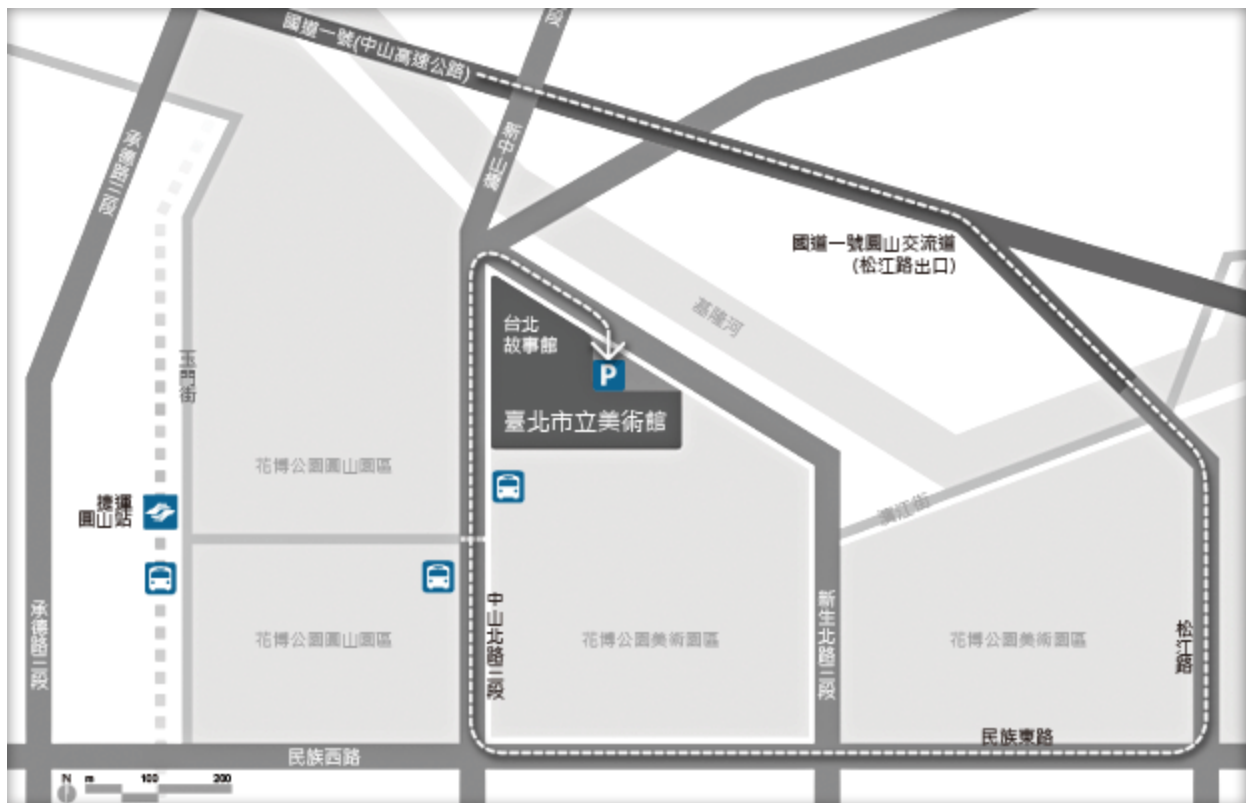 國道一號(中山高速公路)
段
承德路三段
新中山橋
國道一號圓山交流道
(松江路出口)
基隆河
台北
故事館
P
臺北市立美術館
玉門街
花博公園圓山園區
捷運
圓山站
濱江街
承德路二段
花博公園圓山園區
中山北路三段
花博公園美術園區
新生北路三段
花博公園美術園區
松江路
民族西路
民族東路
N
m 100 200